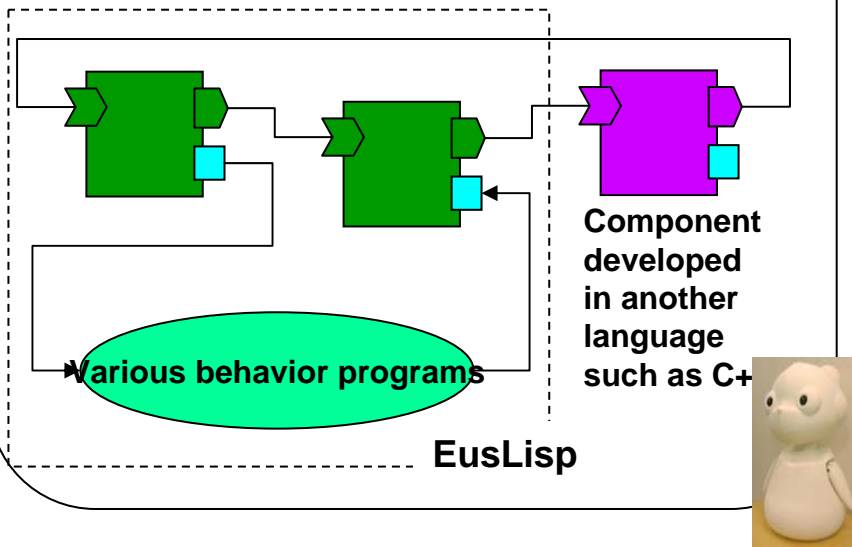 Component
developed
in another
language
such as C+
Various behavior programs
EusLisp